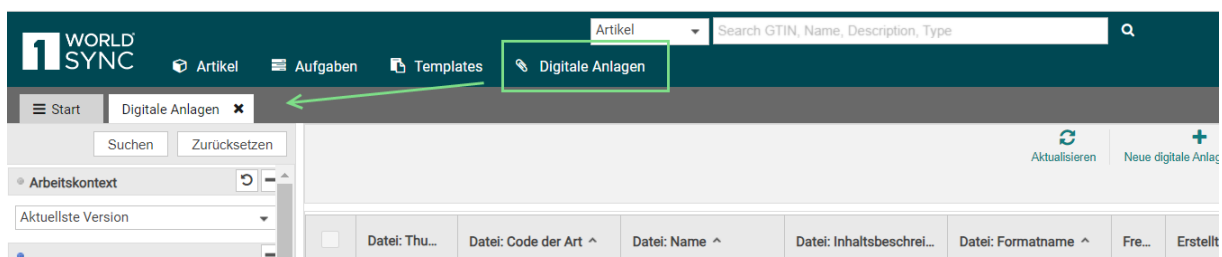 Artikel Search GTIN, Name, Description, Type
1 WORLD
SYNC
Artikel Aufgaben Templates Digitale Anlagen
Start Digitale Anlagen
Suchen Zurücksetzen
Aktualisieren Neue digitale Anlag
Arbeitskontext
Aktuellste Version
Datei: Thu... Datei: Code der Art Datei: Name Datei: Inhaltsbeschrei... Datei: Formatname Fre... Erstellt